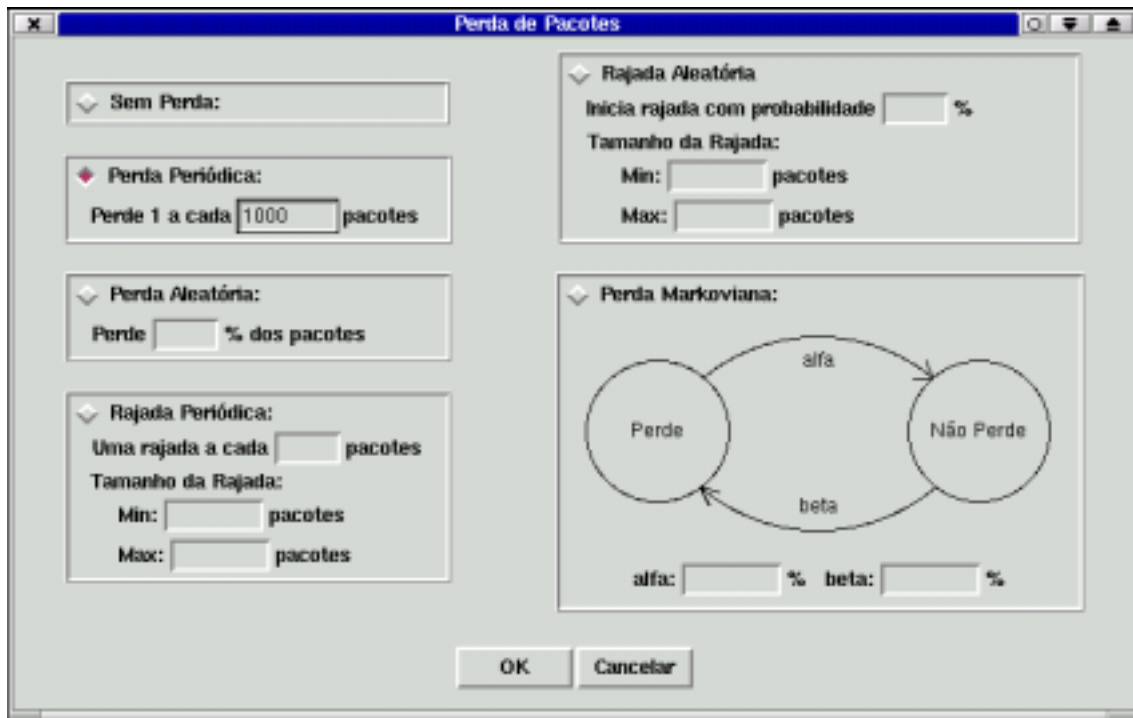 Perda de Pacotes
Sem Perda:
Perda Periódica:
Perde 1 a cada 1000 pacotes
Perda Aleatória:
Perde % dos pacotes
Rajada Periódica:
Uma rajada a cada pacotes
Tamanho da Rajada:
Min: pacotes
Max: pacotes
Rajada Aleatória
Inicia rajada com probabilidade %
Tamanho da Rajada:
Min: pacotes
Max: pacotes
Perda Markoviana:
alfa
Perde
Não Perde
beta
alfa: % beta: %
OK
Cancelar